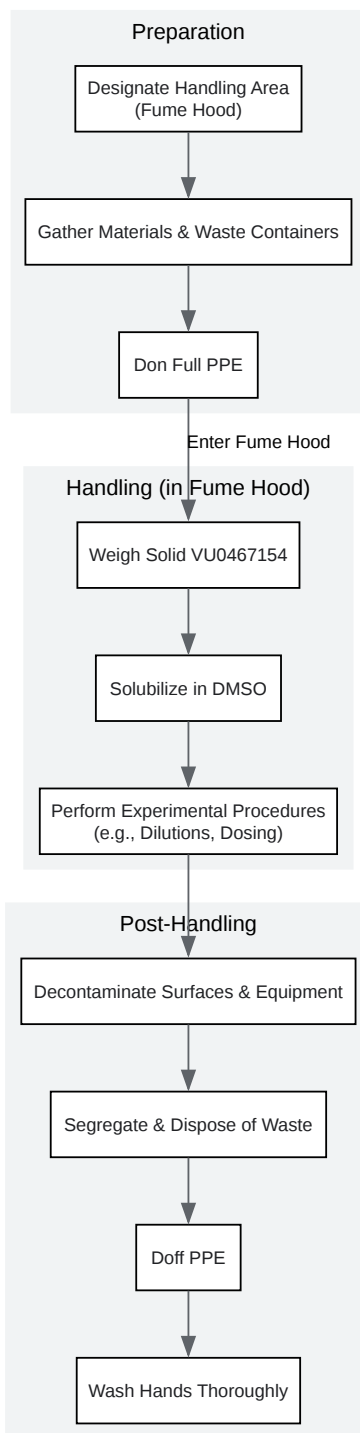 Preparation
Designate Handling Area
(Fume Hood)
Gather Materials & Waste Containers
Don Full PPE
Enter Fume Hood
Handling (in Fume Hood)
Weigh Solid VU0467154
Solubilize in DMSO
Perform Experimental Procedures
(e.g., Dilutions, Dosing)
Post-Handling
Decontaminate Surfaces & Equipment
Segregate & Dispose of Waste
Doff PPE
Wash Hands Thoroughly